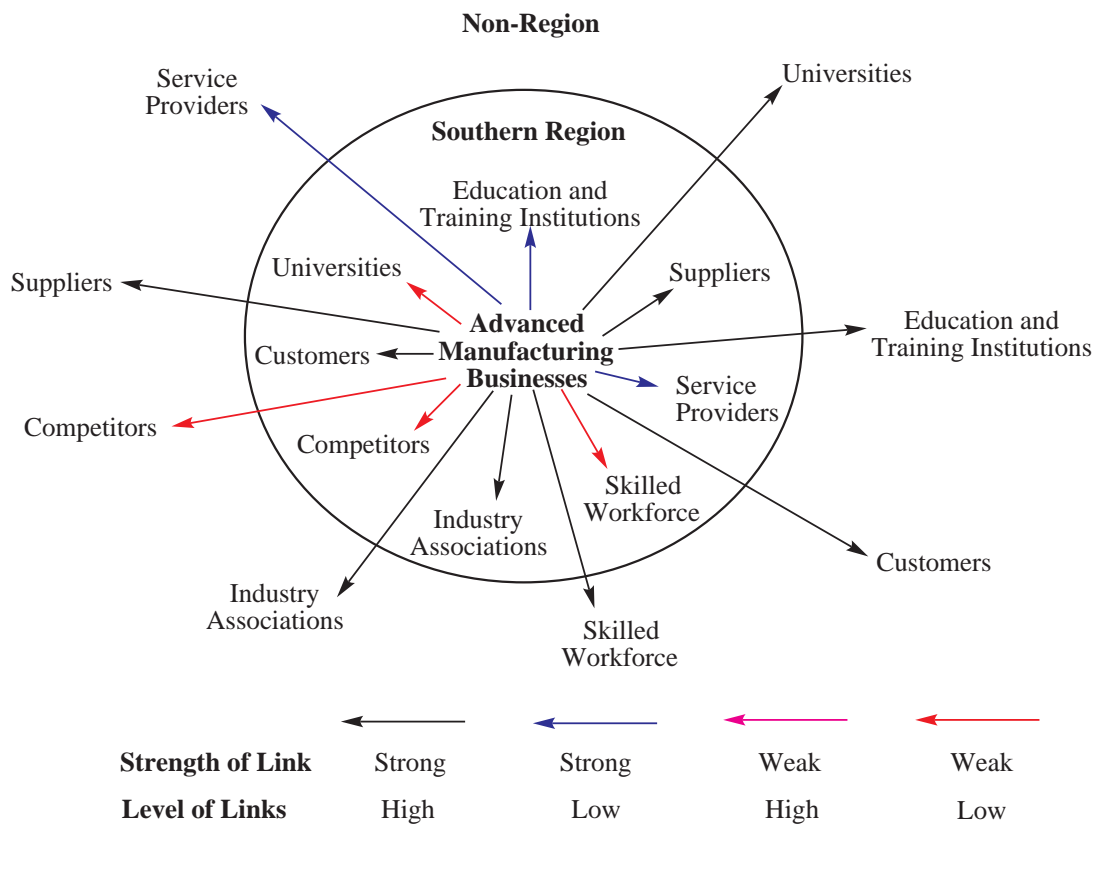 Non-Region
Service
Providers
Universities
Southern Region
Education and
Training Institutions
Universities
Suppliers
Suppliers
Advanced
Manufacturing
Businesses
Education and
Training Institutions
Customers
Service
Providers
Competitors
Competitors
Skilled
Workforce
Industry
Associations
Customers
Industry
Associations
Skilled
Workforce
Strength of Link Strong Strong Weak Weak
Level of Links High Low High Low